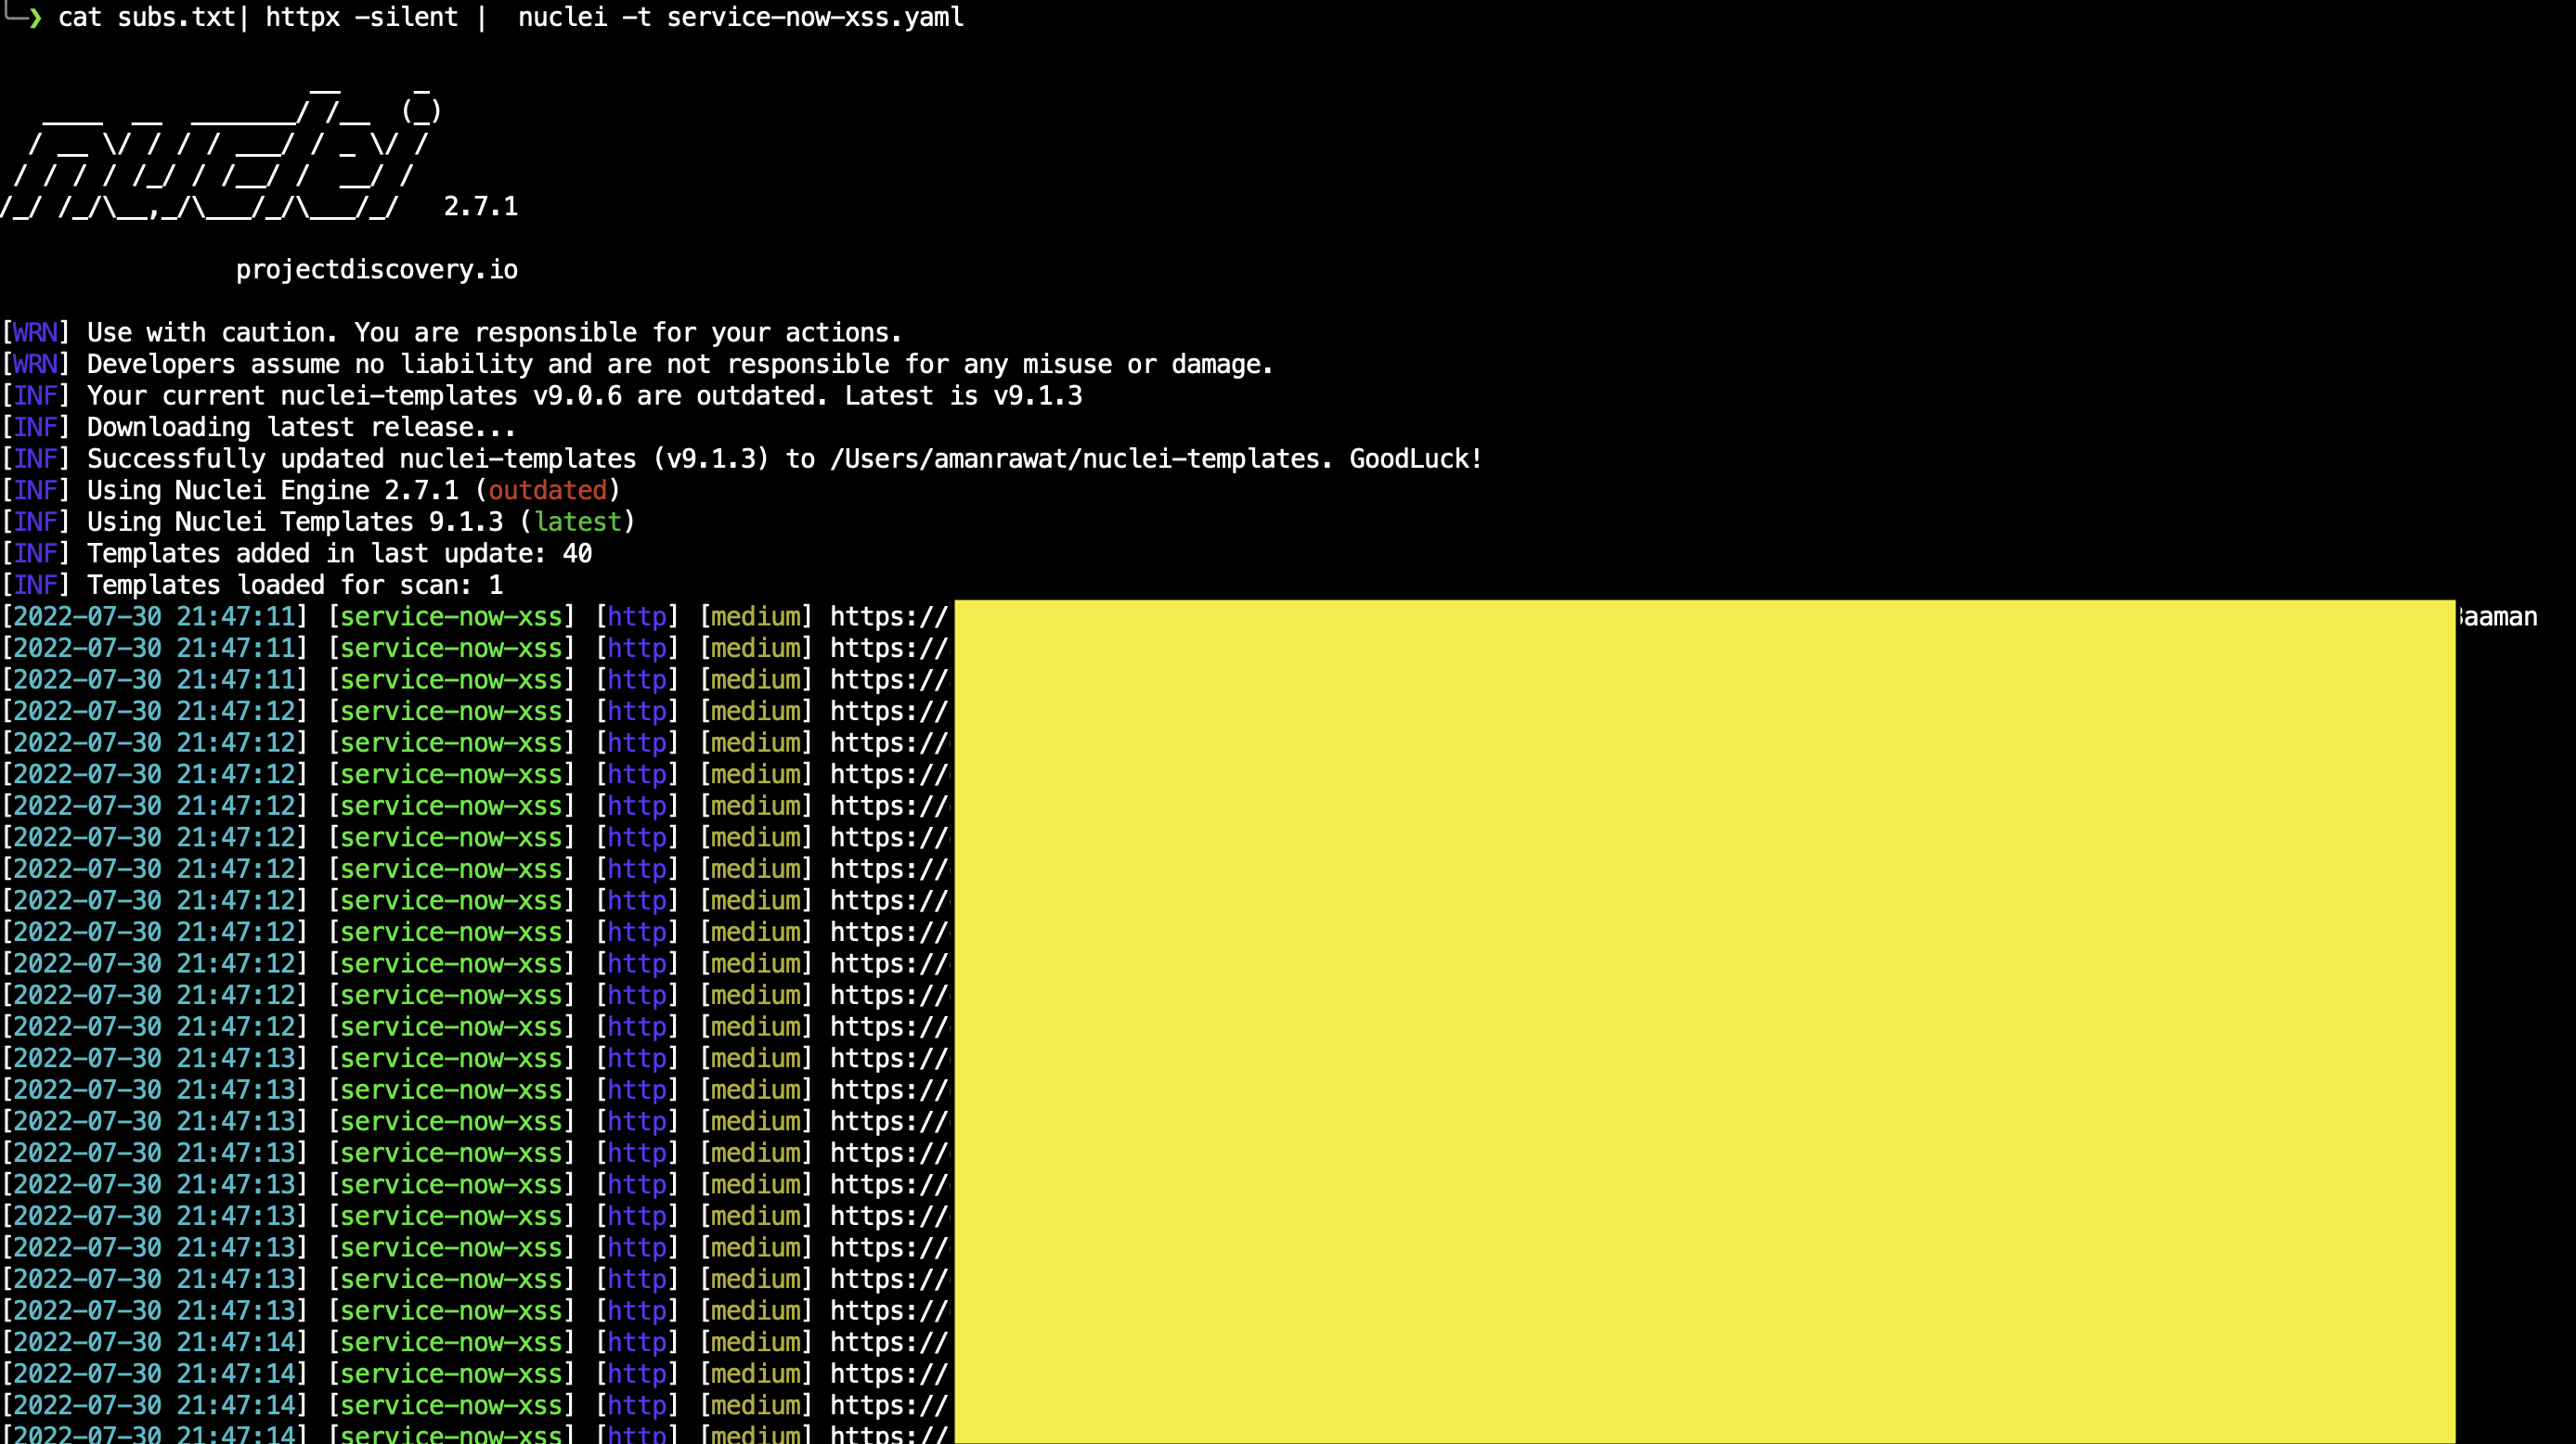 ❯ cat subs.txt| httpx -silent |  nuclei -t service-now-xss.yaml
nuclei 2.7.1
projectdiscovery.io
[WRN] Use with caution. You are responsible for your actions.
[WRN] Developers assume no liability and are not responsible for any misuse or damage.
[INF] Your current nuclei-templates v9.0.6 are outdated. Latest is v9.1.3
[INF] Downloading latest release...
[INF] Successfully updated nuclei-templates (v9.1.3) to /Users/amanrawat/nuclei-templates. GoodLuck!
[INF] Using Nuclei Engine 2.7.1 (outdated)
[INF] Using Nuclei Templates 9.1.3 (latest)
[INF] Templates added in last update: 40
[INF] Templates loaded for scan: 1
[2022-07-30 21:47:11] [service-now-xss] [http] [medium] https:// aaman
[2022-07-30 21:47:11] [service-now-xss] [http] [medium] https://
[2022-07-30 21:47:11] [service-now-xss] [http] [medium] https://
[2022-07-30 21:47:12] [service-now-xss] [http] [medium] https://
[2022-07-30 21:47:12] [service-now-xss] [http] [medium] https://
[2022-07-30 21:47:12] [service-now-xss] [http] [medium] https://
[2022-07-30 21:47:12] [service-now-xss] [http] [medium] https://
[2022-07-30 21:47:12] [service-now-xss] [http] [medium] https://
[2022-07-30 21:47:12] [service-now-xss] [http] [medium] https://
[2022-07-30 21:47:12] [service-now-xss] [http] [medium] https://
[2022-07-30 21:47:12] [service-now-xss] [http] [medium] https://
[2022-07-30 21:47:12] [service-now-xss] [http] [medium] https://
[2022-07-30 21:47:12] [service-now-xss] [http] [medium] https://
[2022-07-30 21:47:12] [service-now-xss] [http] [medium] https://
[2022-07-30 21:47:13] [service-now-xss] [http] [medium] https://
[2022-07-30 21:47:13] [service-now-xss] [http] [medium] https://
[2022-07-30 21:47:13] [service-now-xss] [http] [medium] https://
[2022-07-30 21:47:13] [service-now-xss] [http] [medium] https://
[2022-07-30 21:47:13] [service-now-xss] [http] [medium] https://
[2022-07-30 21:47:13] [service-now-xss] [http] [medium] https://
[2022-07-30 21:47:13] [service-now-xss] [http] [medium] https://
[2022-07-30 21:47:13] [service-now-xss] [http] [medium] https://
[2022-07-30 21:47:13] [service-now-xss] [http] [medium] https://
[2022-07-30 21:47:14] [service-now-xss] [http] [medium] https://
[2022-07-30 21:47:14] [service-now-xss] [http] [medium] https://
[2022-07-30 21:47:14] [service-now-xss] [http] [medium] https://
[2022-07-30 21:47:14] [service-now-xss] [http] [medium] https://